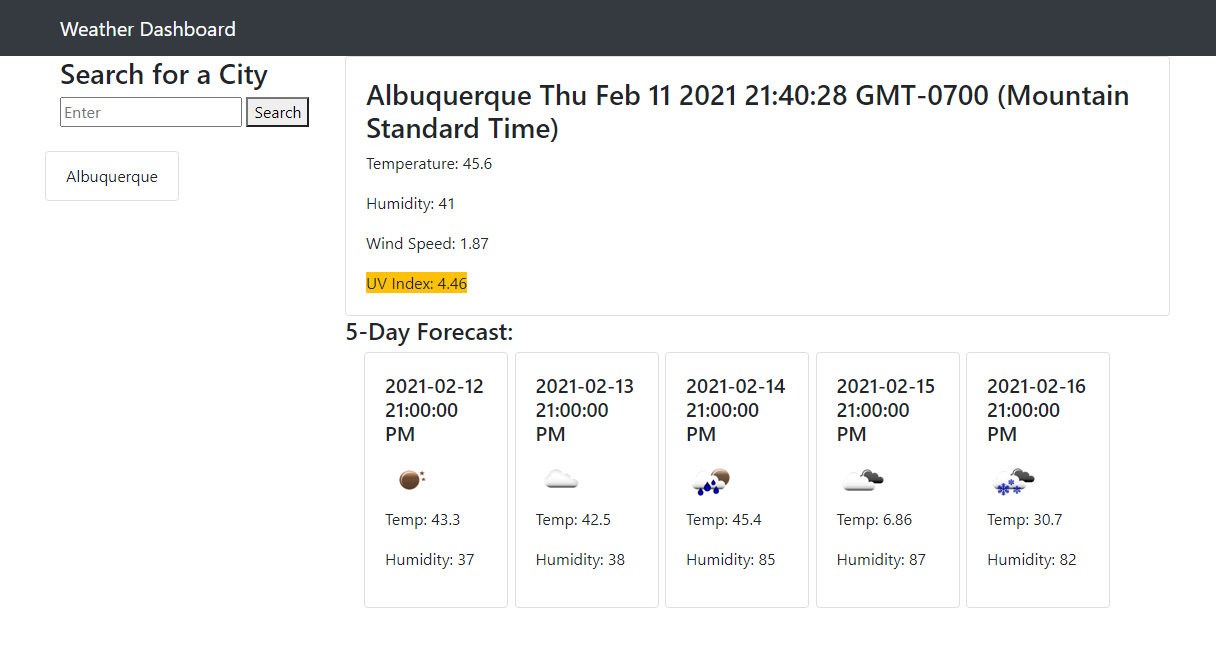 Weather Dashboard
Search for a City
Enter
Search
Albuquerque
Albuquerque Thu Feb 11 2021 21:40:28 GMT-0700 (Mountain
Standard Time)
Temperature: 45.6
Humidity: 41
Wind Speed: 1.87
UV Index: 4.46
5-Day Forecast:
2021-02-12
21:00:00
PM
Temp: 43.3
Humidity: 37
2021-02-13
21:00:00
PM
Temp: 42.5
Humidity: 38
2021-02-14
21:00:00
PM
Temp: 45.4
Humidity: 85
2021-02-15
21:00:00
PM
Temp: 6.86
Humidity: 87
2021-02-16
21:00:00
PM
Temp: 30.7
Humidity: 82